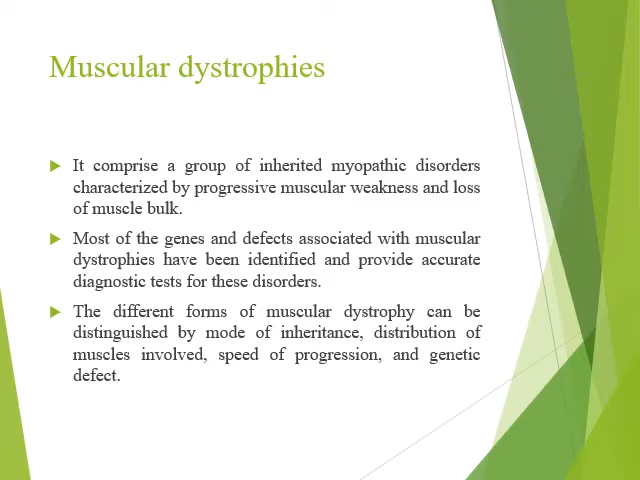 Muscular dystrophies
It comprise a group of inherited myopathic disorders
characterized by progressive muscular weakness and loss
of muscle bulk.
Most of the genes and defects associated with muscular
dystrophies have been identified and provide accurate
diagnostic tests for these disorders.
The different forms of muscular dystrophy can be
distinguished by mode of inheritance, distribution of
muscles involved, speed of progression, and genetic
defect.